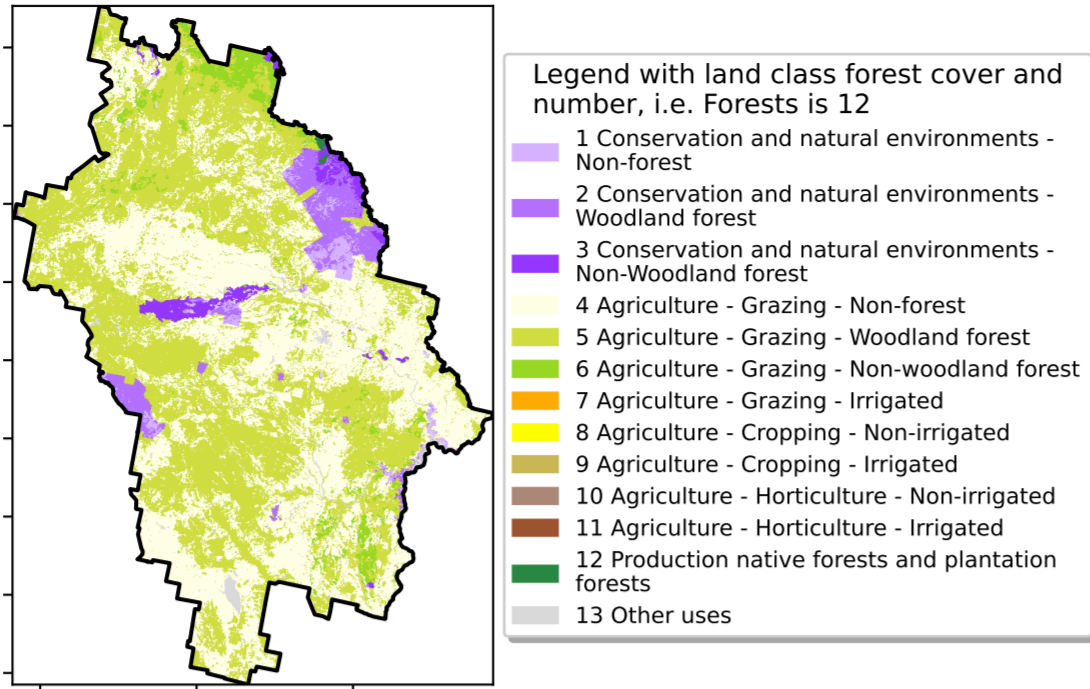 Legend with land class forest cover and
number, i.e. Forests is 12
1 Conservation and natural environments -
Non-forest
2 Conservation and natural environments -
Woodland forest
3 Conservation and natural environments -
Non-Woodland forest
4 Agriculture - Grazing - Non-forest
5 Agriculture - Grazing - Woodland forest
6 Agriculture - Grazing - Non-woodland forest
7 Agriculture - Grazing - Irrigated
8 Agriculture - Cropping - Non-irrigated
9 Agriculture - Cropping - Irrigated
10 Agriculture - Horticulture - Non-irrigated
11 Agriculture - Horticulture - Irrigated
12 Production native forests and plantation
forests
13 Other uses